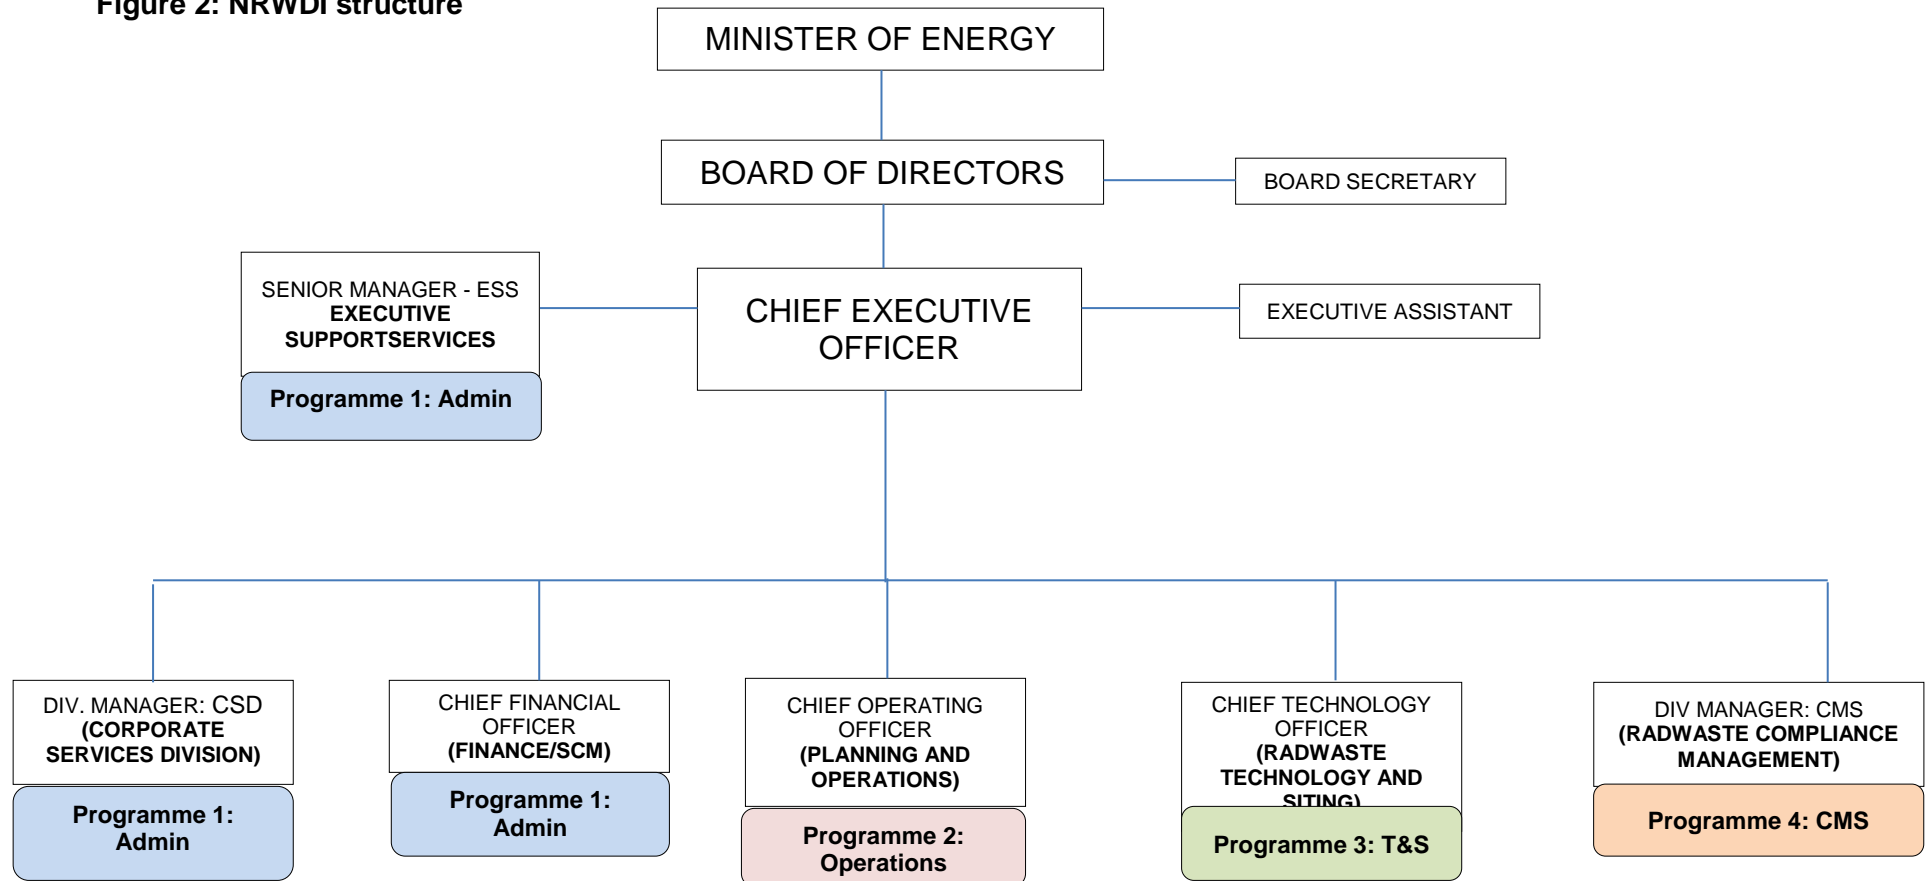 Figure 2: NRWDI structure
MINISTER OF ENERGY
BOARD OF DIRECTORS
BOARD SECRETARY
SENIOR MANAGER - ESS
EXECUTIVE
SUPPORTSERVICES
Programme 1: Admin
CHIEF EXECUTIVE
OFFICER
EXECUTIVE ASSISTANT
DIV. MANAGER: CSD
(CORPORATE
SERVICES DIVISION)
Programme 1:
Admin
CHIEF FINANCIAL
OFFICER
(FINANCE/SCM)
Programme 1:
Admin
CHIEF OPERATING
OFFICER
(PLANNING AND
OPERATIONS)
Programme 2:
Operations
CHIEF TECHNOLOGY
OFFICER
(RADWASTE
TECHNOLOGY AND
SITING)
Programme 3: T&S
DIV MANAGER: CMS
(RADWASTE COMPLIANCE
MANAGEMENT)
Programme 4: CMS